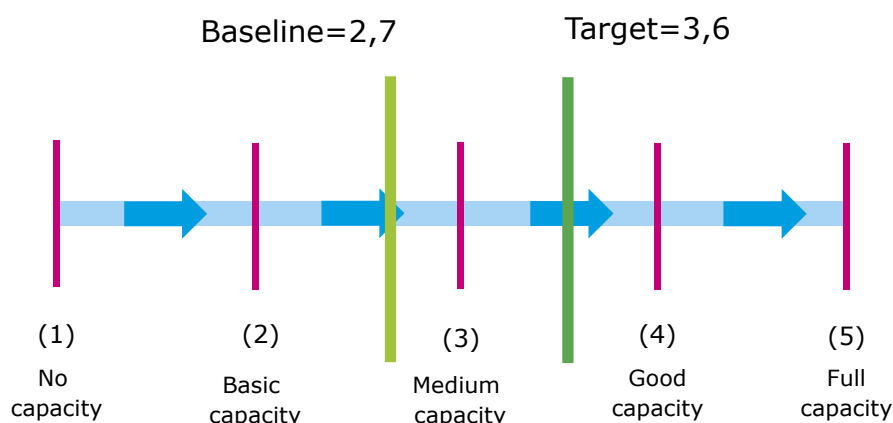 Baseline=2,7
Target=3,6
(1)
(2)
(3)
(4)
(5)
No
capacity
Basic
capacity
Medium
capacity
Good
capacity
Full
capacity